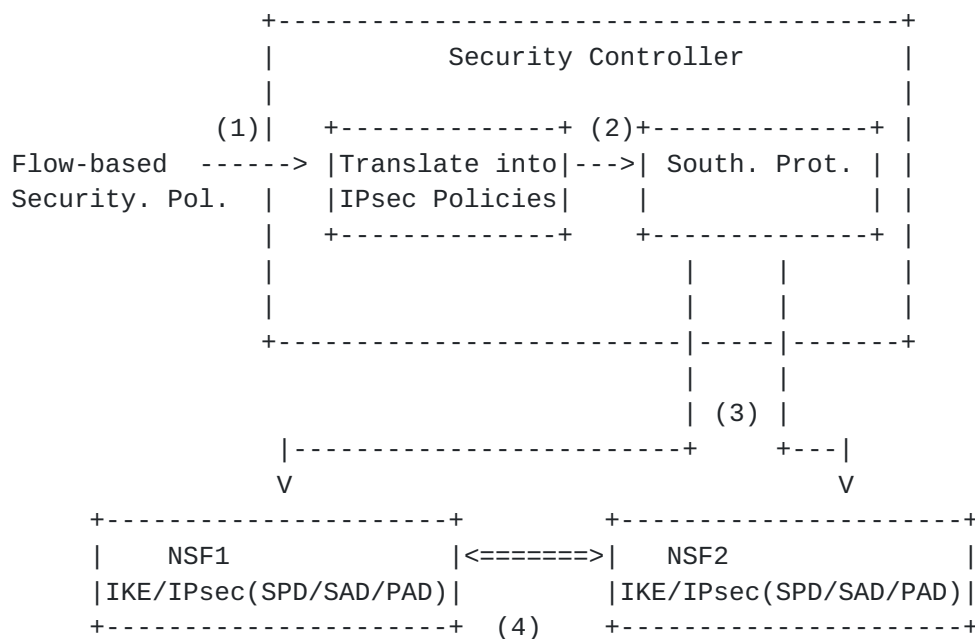 Security Controller
(1)
(2)
Flow-based ------> |Translate into|--->| South. Prot. |
Security. Pol. |IPsec Policies|
(3)
V V
NSF1 |<=======>| NSF2
|IKE/IPsec(SPD/SAD/PAD)| |IKE/IPsec(SPD/SAD/PAD)|
(4)